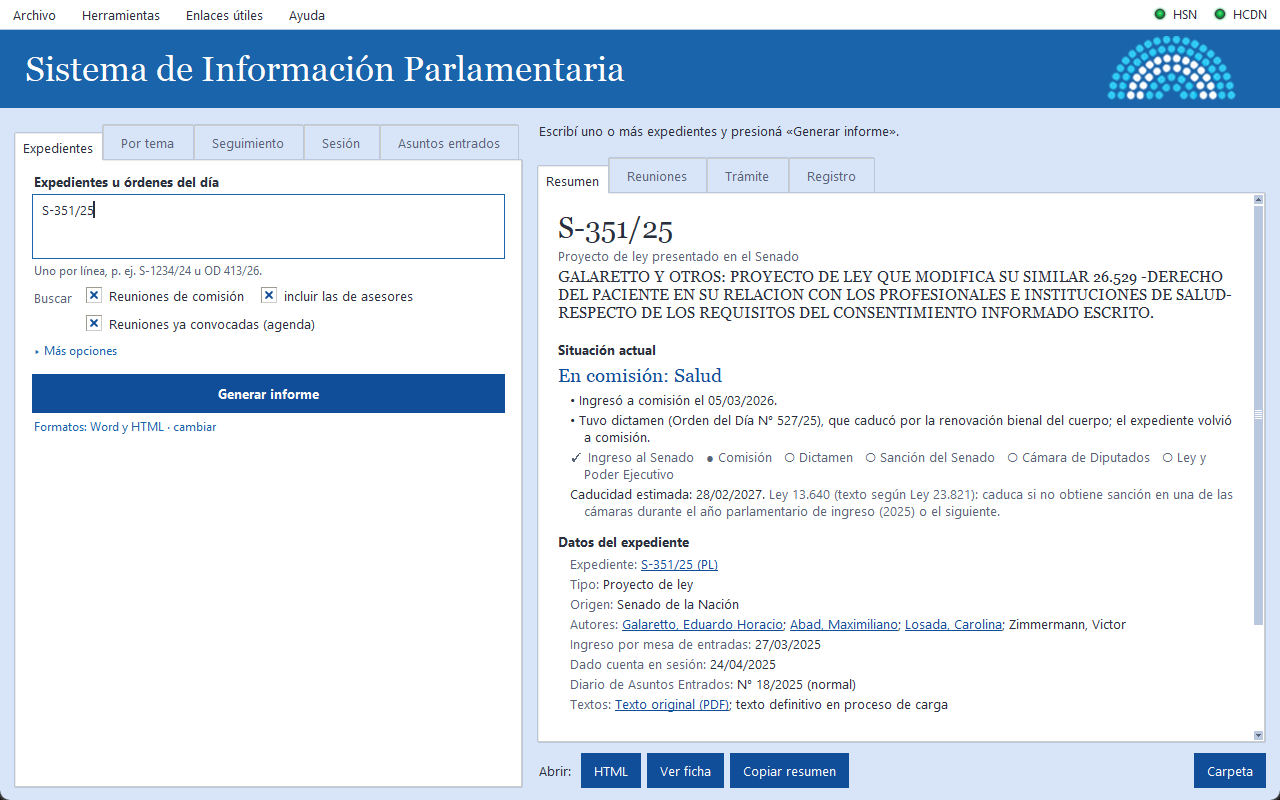 Archivo Herramientas Enlaces útiles Ayuda HSN HCDN
Sistema de Información Parlamentaria
Expedientes Por tema Seguimiento Sesión Asuntos entrados
Expedientes u órdenes del día
S-351/25
Uno por línea, p. ej. S-1234/24 u OD 413/26.
Buscar Reuniones de comisión incluir las de asesores
Reuniones ya convocadas (agenda)
▸ Más opciones
Generar informe
Formatos: Word y HTML · cambiar
Escribí uno o más expedientes y presioná «Generar informe».
Resumen Reuniones Trámite Registro
S-351/25
Proyecto de ley presentado en el Senado
GALARETTO Y OTROS: PROYECTO DE LEY QUE MODIFICA SU SIMILAR 26.529 -DERECHO
DEL PACIENTE EN SU RELACION CON LOS PROFESIONALES E INSTITUCIONES DE SALUD-
RESPECTO DE LOS REQUISITOS DEL CONSENTIMIENTO INFORMADO ESCRITO.
Situación actual
En comisión: Salud
• Ingresó a comisión el 05/03/2026.
• Tuvo dictamen (Orden del Día N° 527/25), que caducó por la renovación bienal del cuerpo; el expediente volvió
a comisión.
✓ Ingreso al Senado ● Comisión ○ Dictamen ○ Sanción del Senado ○ Cámara de Diputados ○ Ley y
Poder Ejecutivo
Caducidad estimada: 28/02/2027. Ley 13.640 (texto según Ley 23.821): caduca si no obtiene sanción en una de las
cámaras durante el año parlamentario de ingreso (2025) o el siguiente.
Datos del expediente
Expediente: S-351/25 (PL)
Tipo: Proyecto de ley
Origen: Senado de la Nación
Autores: Galaretto, Eduardo Horacio; Abad, Maximiliano; Losada, Carolina; Zimmermann, Victor
Ingreso por mesa de entradas: 27/03/2025
Dado cuenta en sesión: 24/04/2025
Diario de Asuntos Entrados: N° 18/2025 (normal)
Textos: Texto original (PDF); texto definitivo en proceso de carga
Abrir: HTML Ver ficha Copiar resumen Carpeta